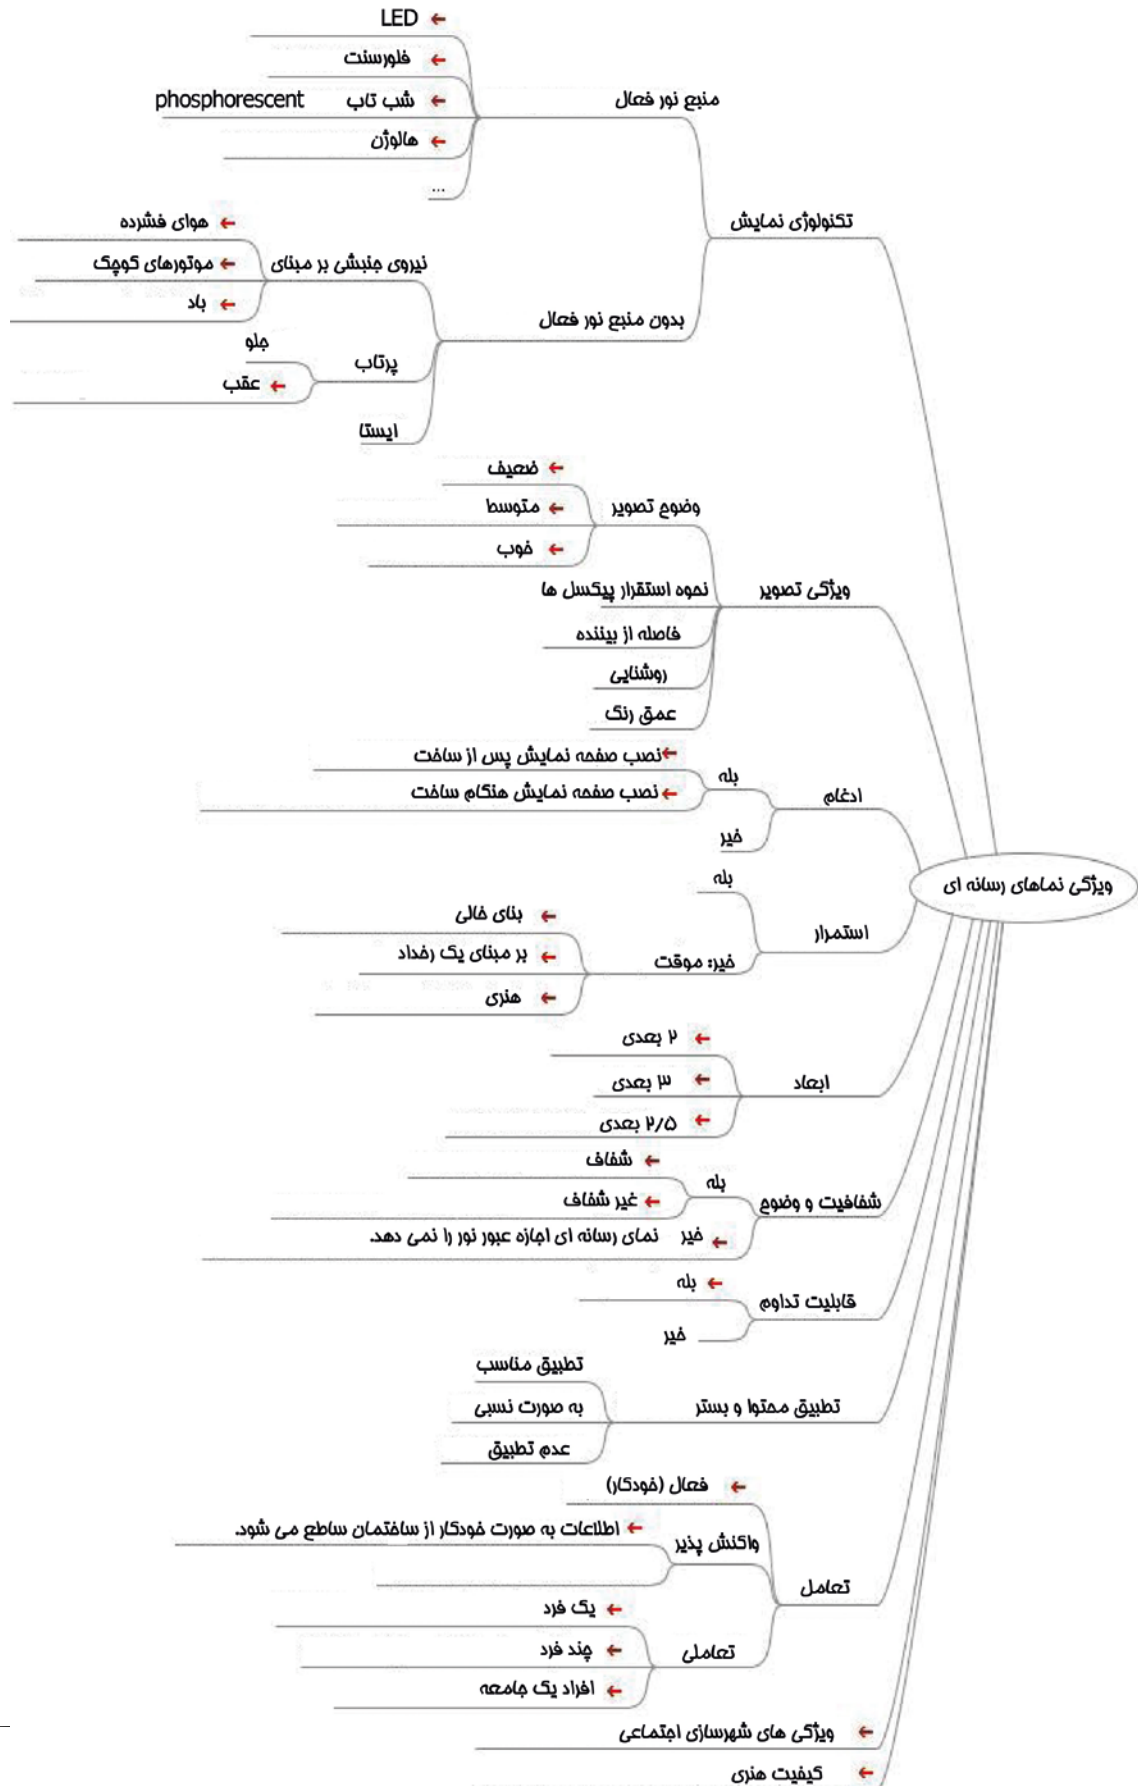 LED
فلورسنت
شب تاب phosphorescent
هالوژن
...
منبع نور فعال
تکنولوژی نمایش
هوای فشرده
موتورهای کوچک
باد
نیروی جنبشی بر مبنای
بدون منبع نور فعال
جلو
عقب
پرتاب
ایستا
ضعیف
متوسط
خوب
وضوح تصویر
نحوه استقرار پیکسل ها
فاصله از بیننده
روشنایی
عمق رنگ
ویژگی تصویر
نصب صفحه نمایش پس از ساخت
نصب صفحه نمایش هنگام ساخت
بله
خیر
ادغام
ویژگی نماهای رسانه ای
بله
استمرار
خیر: موقت
بنای خالی
بر مبنای یک رخداد
هنری
۲ بعدی
۳ بعدی
۲/۵ بعدی
ابعاد
شفاف
غیر شفاف
بله
شفافیت و وضوح
خیر نمای رسانه ای اجازه عبور نور را نمی دهد.
بله
خیر
قابلیت تداوم
تطبیق مناسب
به صورت نسبی
عدم تطبیق
تطبیق محتوا و بستر
فعال (خودکار)
اطلاعات به صورت خودکار از ساختمان ساطع می شود.
واکنش پذیر
تعامل
یک فرد
چند فرد
افراد یک جامعه
تعاملی
ویژگی های شهرسازی اجتماعی
کیفیت هنری